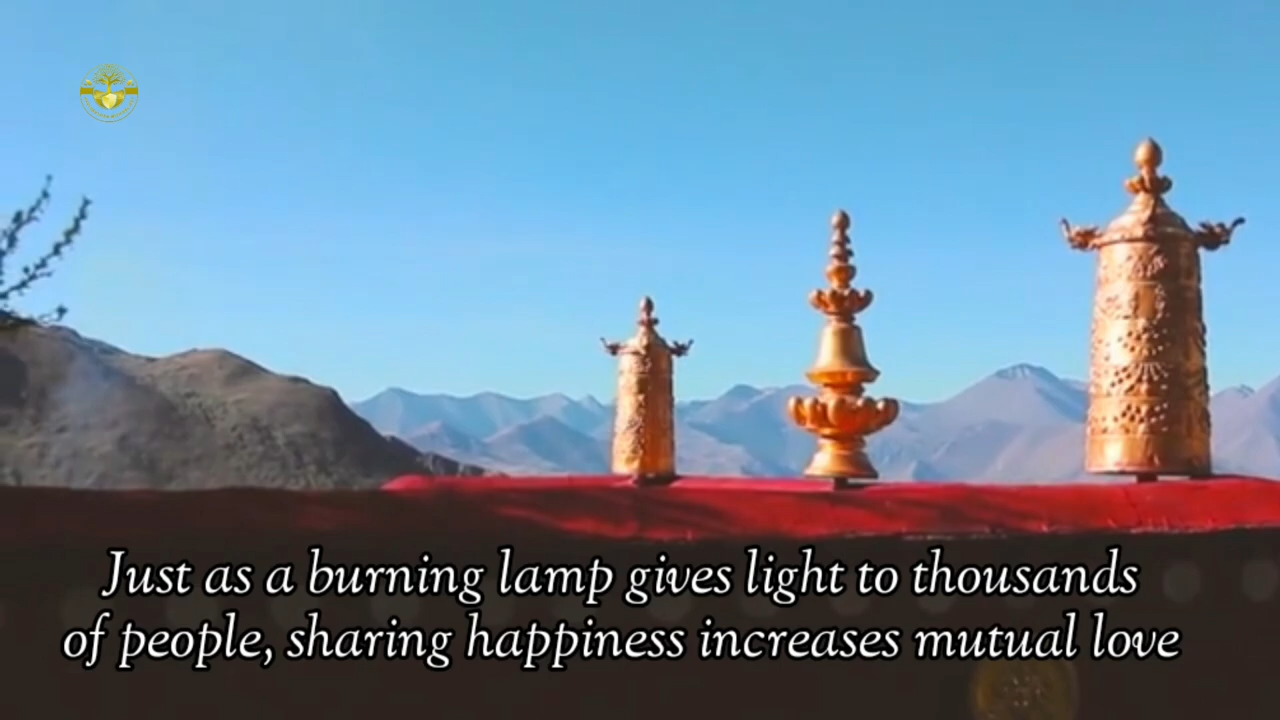 Just as a burning lamp gives light to thousands
of people, sharing happiness increases mutual love